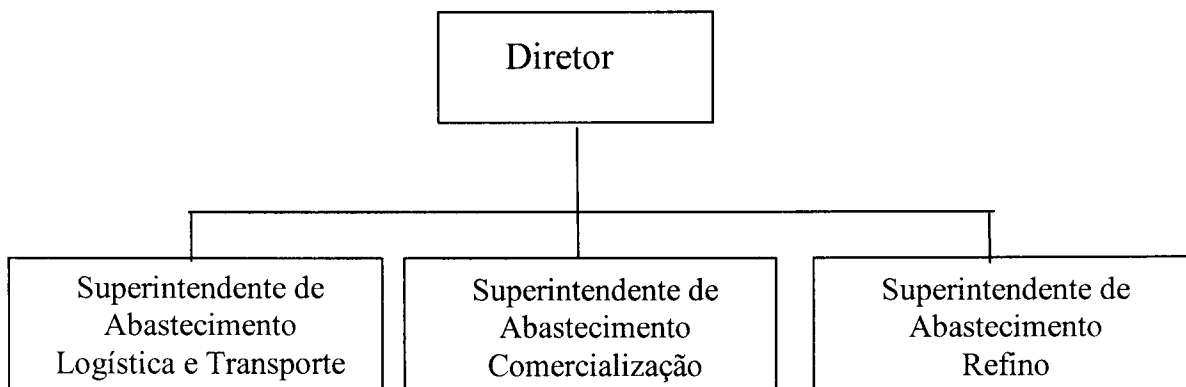 Diretor
Superintendente de
Abastecimento
Logística e Transporte
Superintendente de
Abastecimento
Comercialização
Superintendente de
Abastecimento
Refino